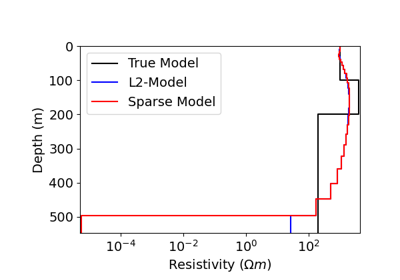 0
100
200
300
400
500
Depth (m)
True Model
L2-Model
Sparse Model
10⁻⁴
10⁻²
10⁰
10²
Resistivity (Ωm)